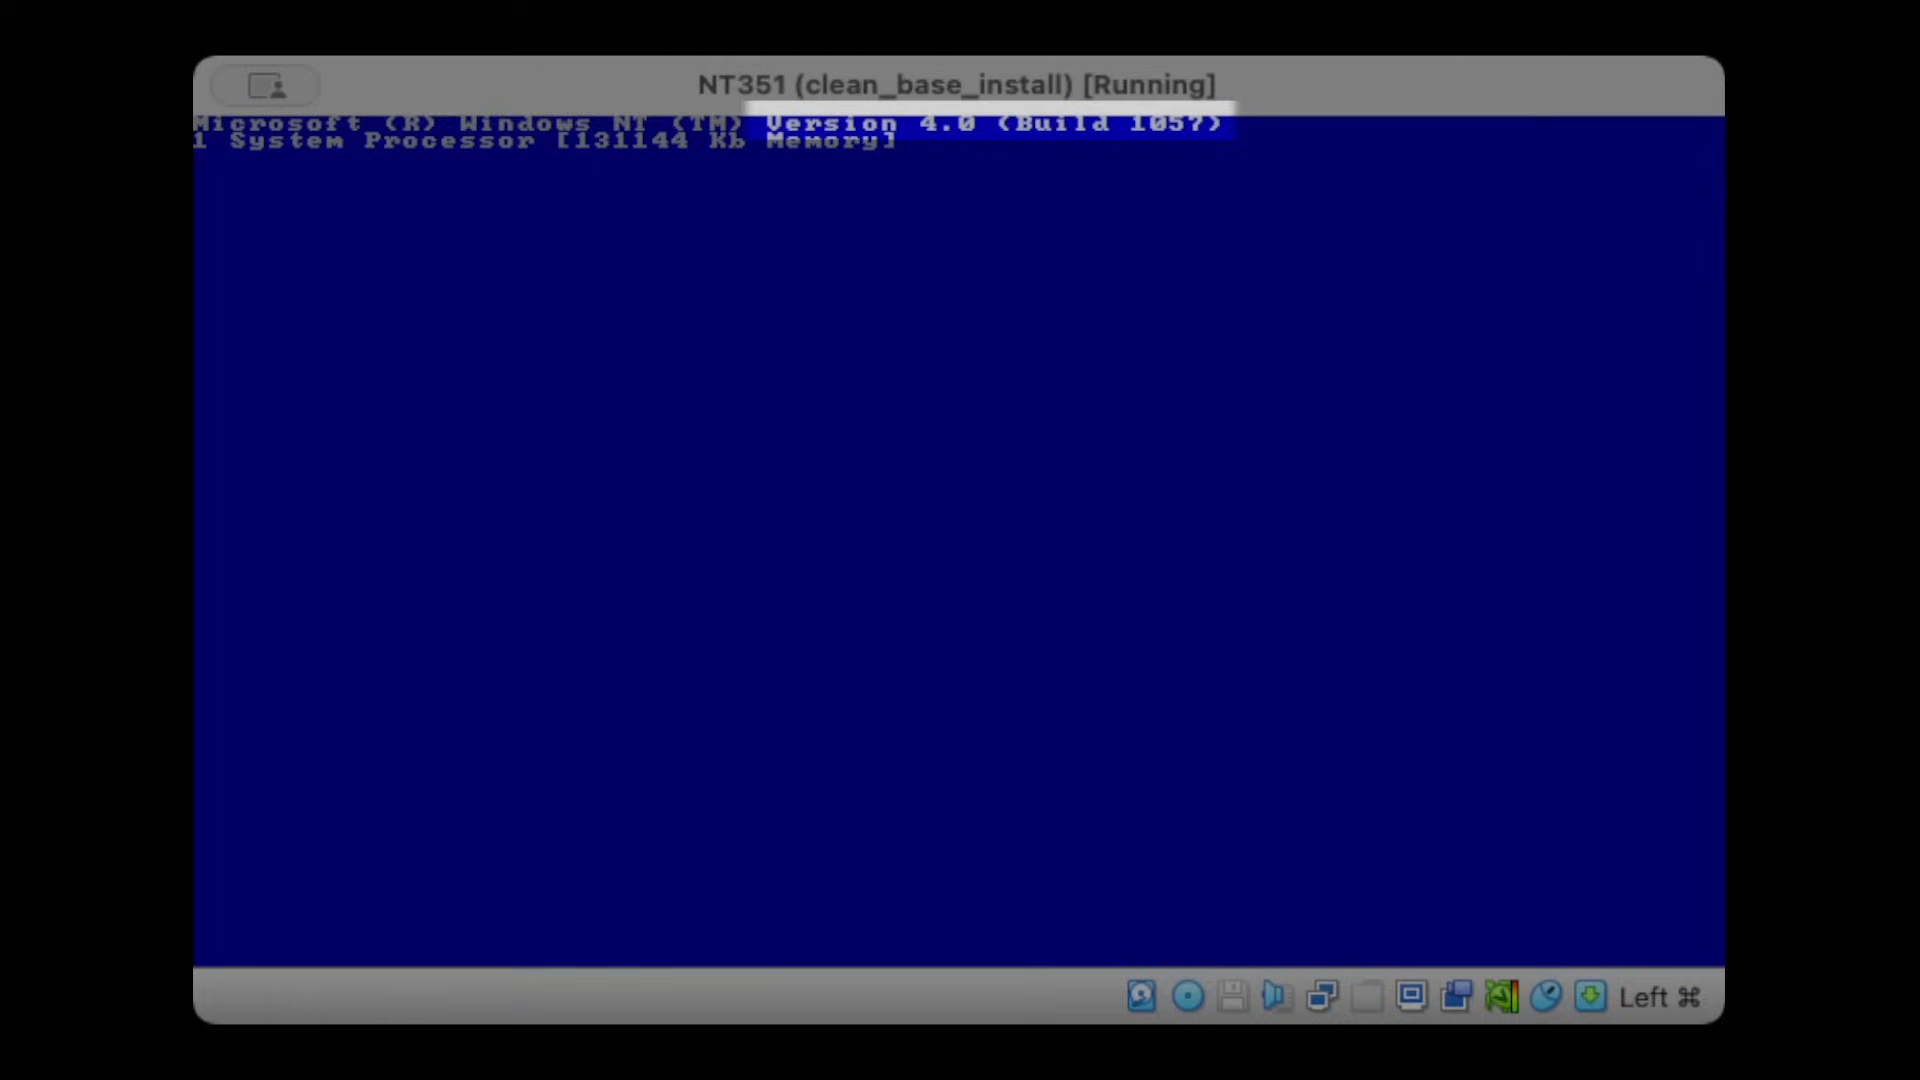 NT351 (clean_base_install) [Running]
Microsoft (R) Windows NT (TM) Version 4.0 (Build 1057)
1 System Processor [131144 Kb Memory]
Left ⌘